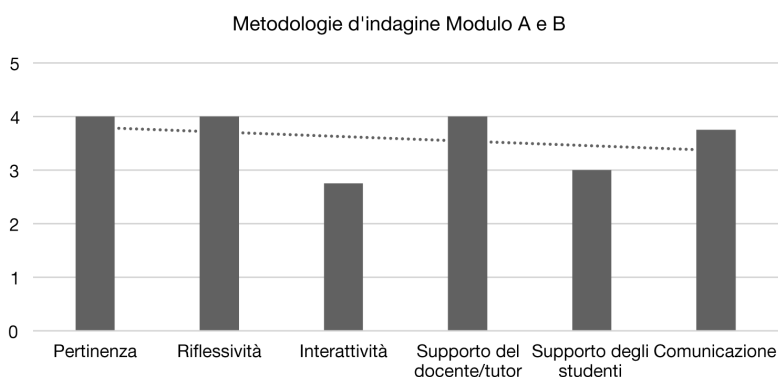 Metodologie d'indagine Modulo A e B
5
4
3
2
1
0
Pertinenza
Riflessività
Interattività
Supporto del
docente/tutor
Supporto degli
studenti
Comunicazione